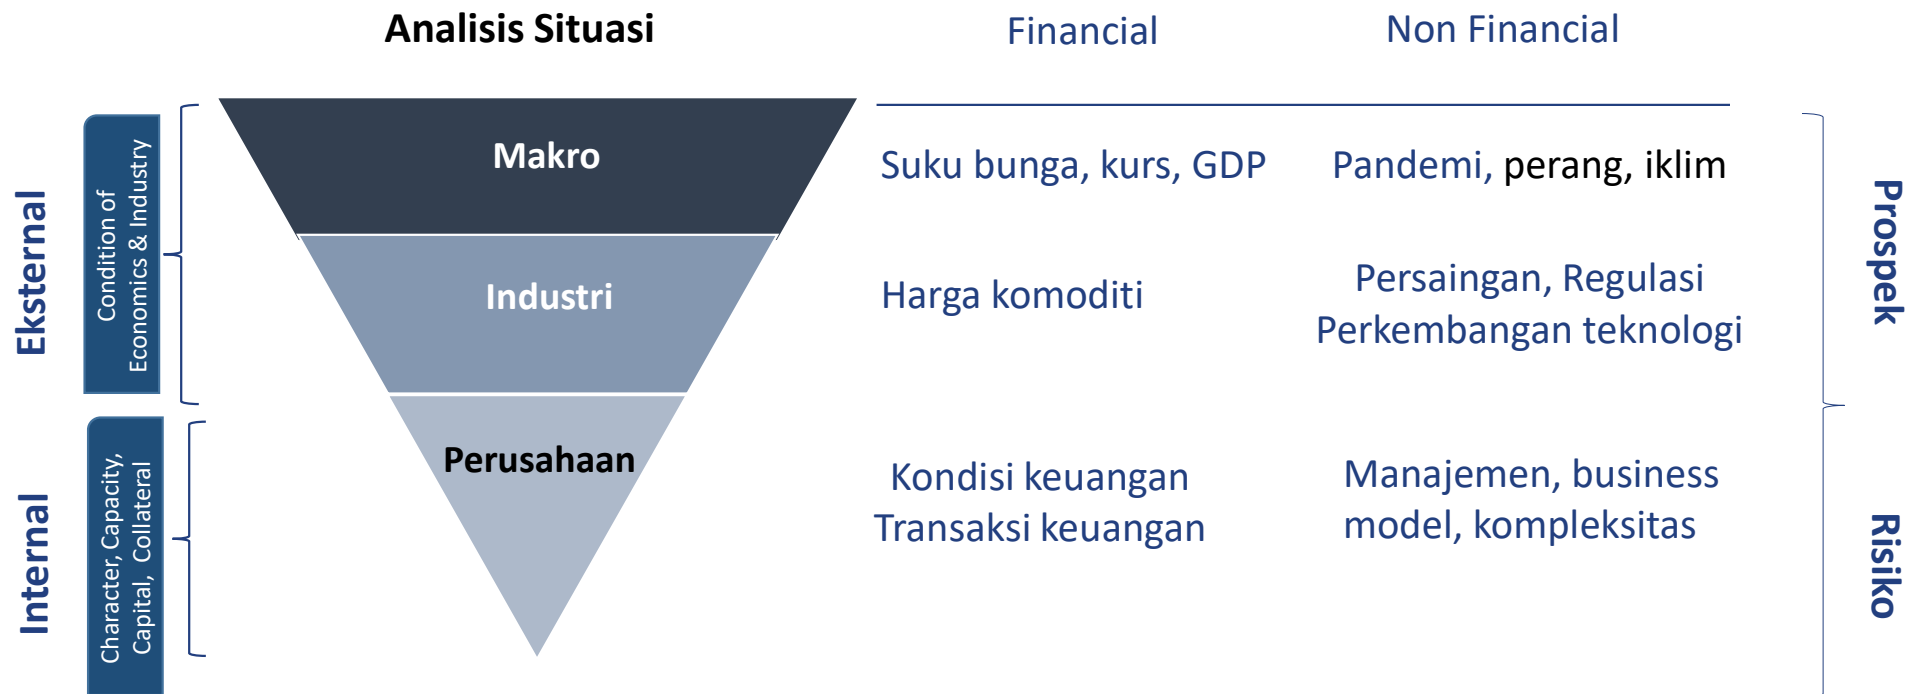 Analisis Situasi
Financial
Non Financial
Eksternal
Condition of
Economics & Industry
Makro
Suku bunga, kurs, GDP
Pandemi, perang, iklim
Prospek
Industri
Harga komoditi
Persaingan, Regulasi
Perkembangan teknologi
Internal
Character, Capacity,
Capital, Collateral
Perusahaan
Kondisi keuangan
Transaksi keuangan
Manajemen, business
model, kompleksitas
Risiko